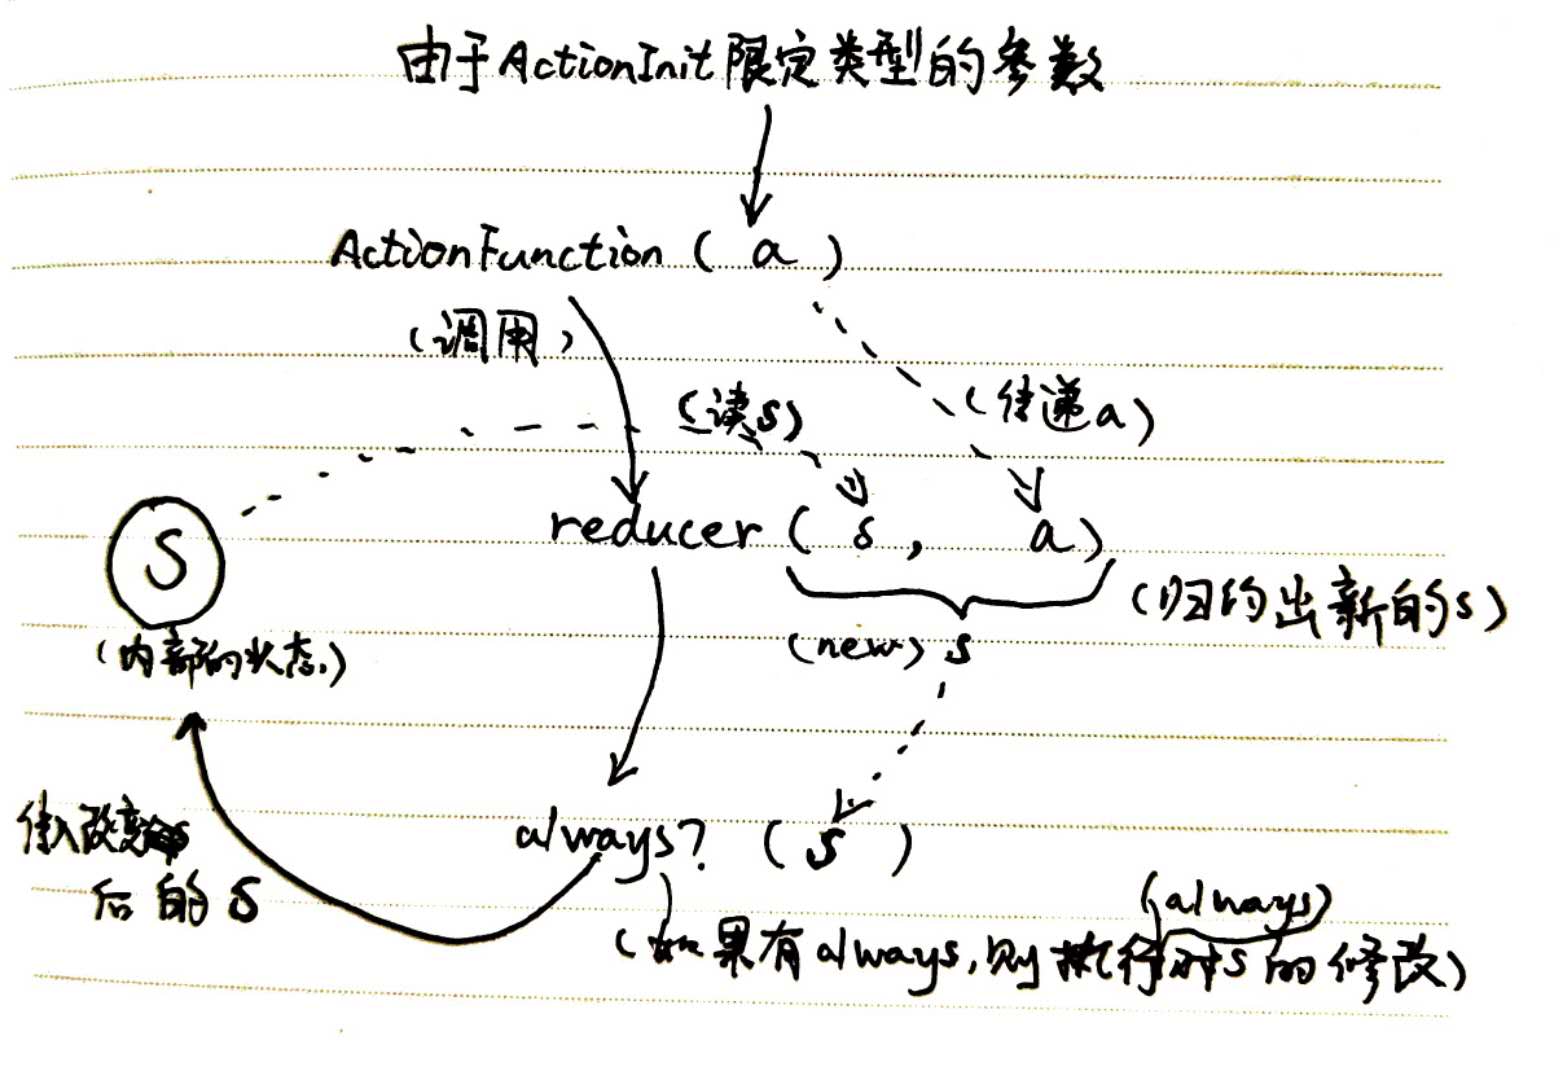 由于ActionInit限定类型的参数
ActionFunction ( a )
(调用)
(读s)
(传递a)
reducer ( s, a )
S
(内部的状态)
(归约出新的s)
(new) s
always? ( s )
传入改变
后的 s
(always)
(如果有always,则执行 对s的修改)